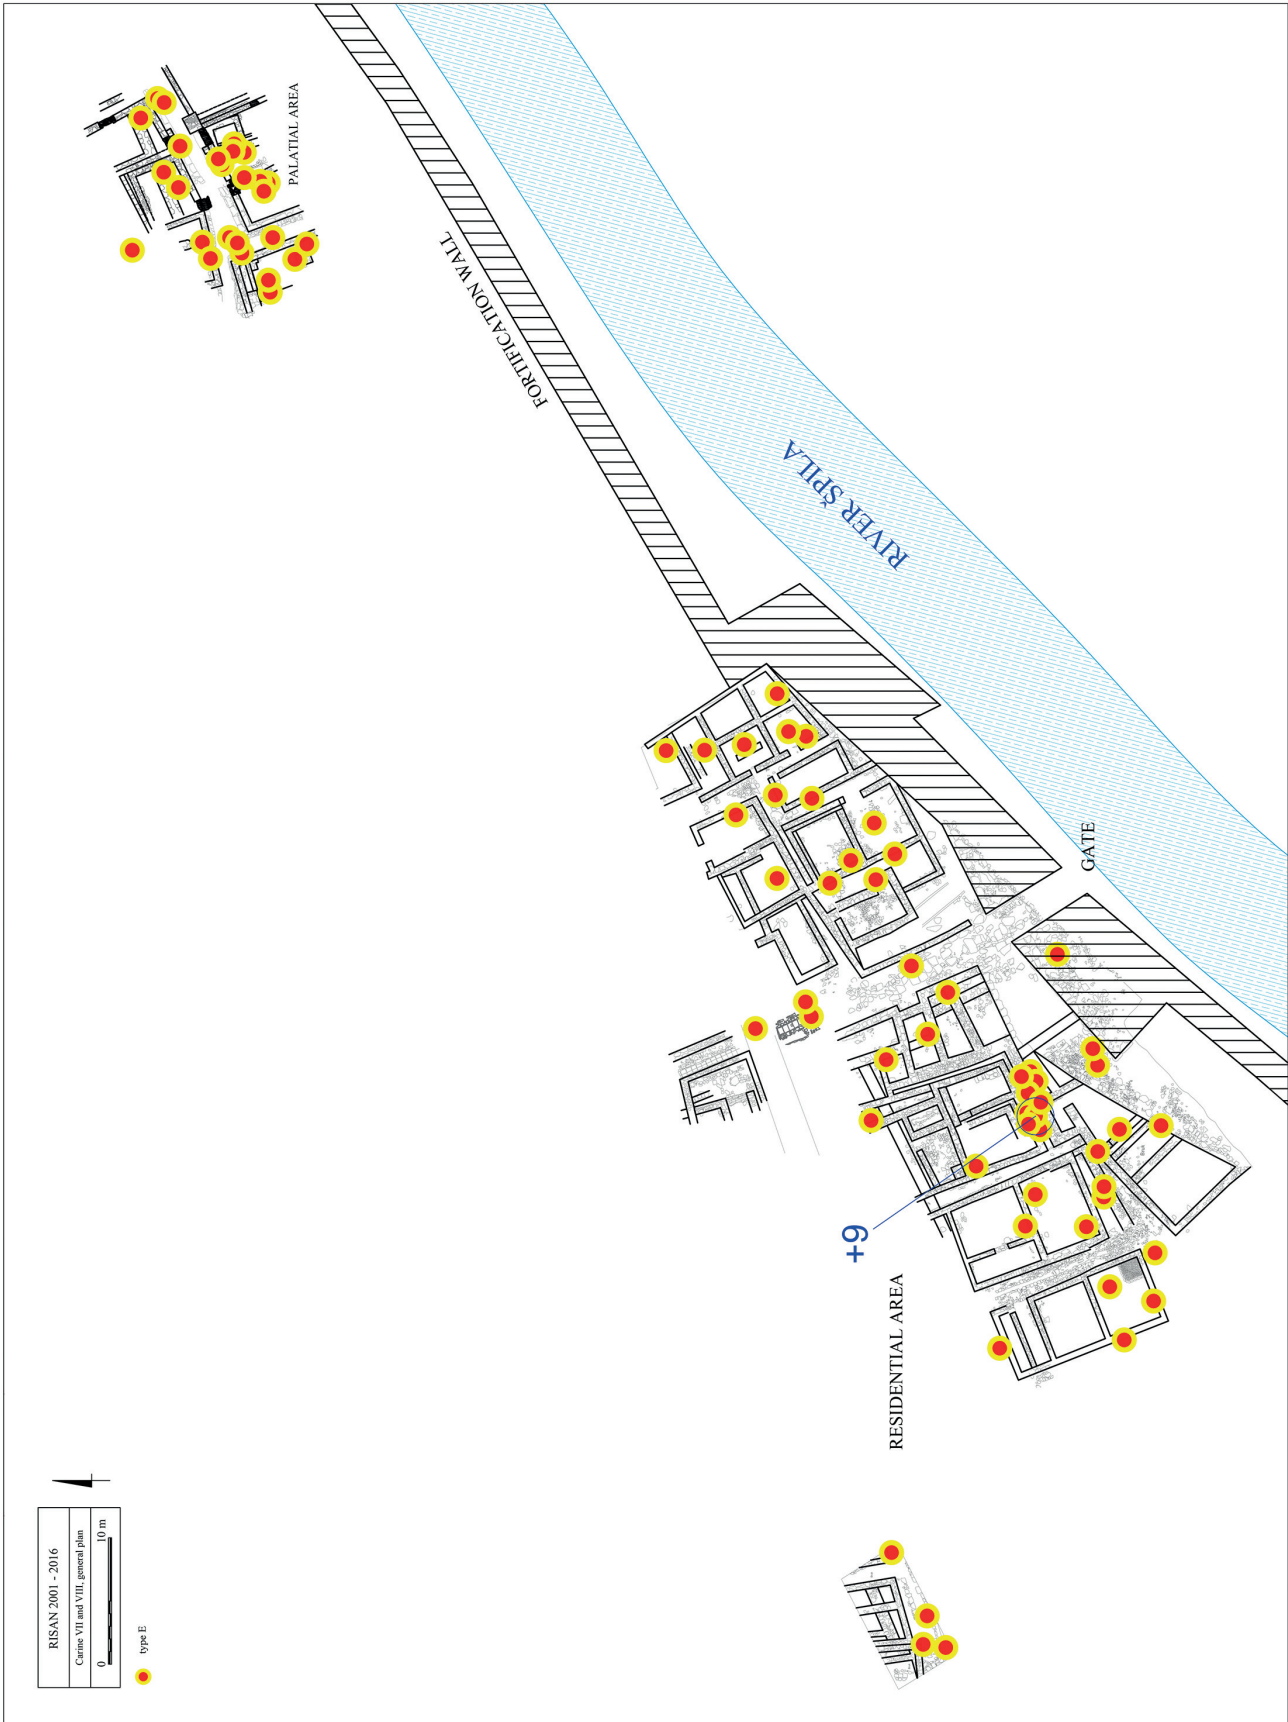 RISAN 2001 - 2016
Carine VII and VIII, general plan
0 10 m
type E
PALATIAL AREA
FORTIFICATION WALL
RIVER ŠPILA
GATE
+9
RESIDENTIAL AREA